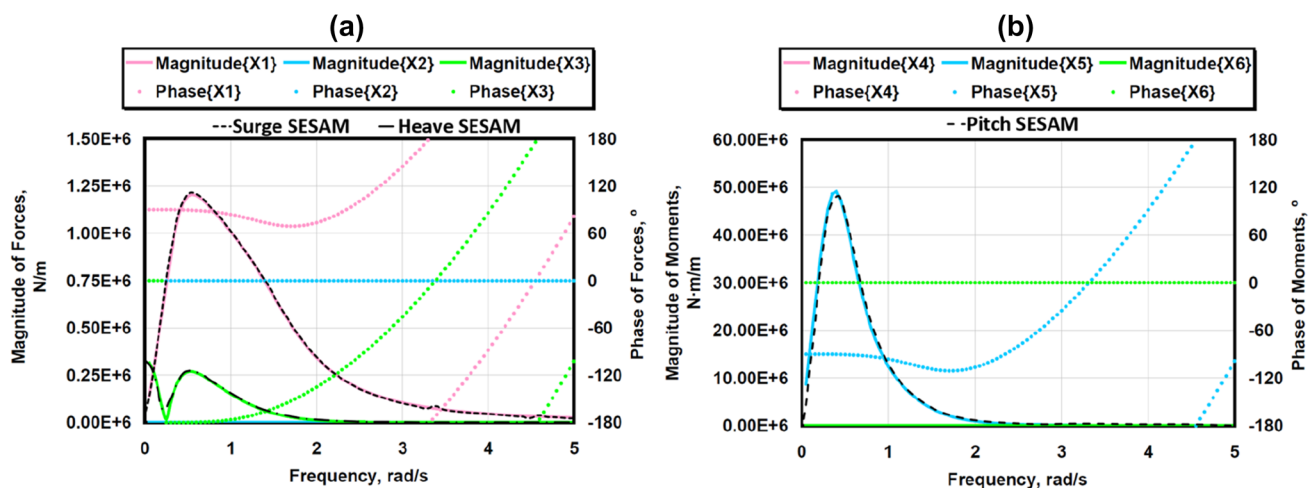 (a)
Magnitude{X1} Magnitude{X2} Magnitude{X3}
Phase{X1} Phase{X2} Phase{X3}
Surge SESAM Heave SESAM
1.50E+6
1.25E+6
1.00E+6
0.75E+6
0.50E+6
0.25E+6
0.00E+6
Magnitude of Forces,
N/m
180
120
60
0
-60
-120
-180
Phase of Forces, º
0 1 2 3 4 5
Frequency, rad/s
(b)
Magnitude{X4} Magnitude{X5} Magnitude{X6}
Phase{X4} Phase{X5} Phase{X6}
Pitch SESAM
60.00E+6
50.00E+6
40.00E+6
30.00E+6
20.00E+6
10.00E+6
0.00E+6
Magnitude of Moments,
N·m/m
180
120
60
0
-60
-120
-180
Phase of Moments, º
0 1 2 3 4 5
Frequency, rad/s